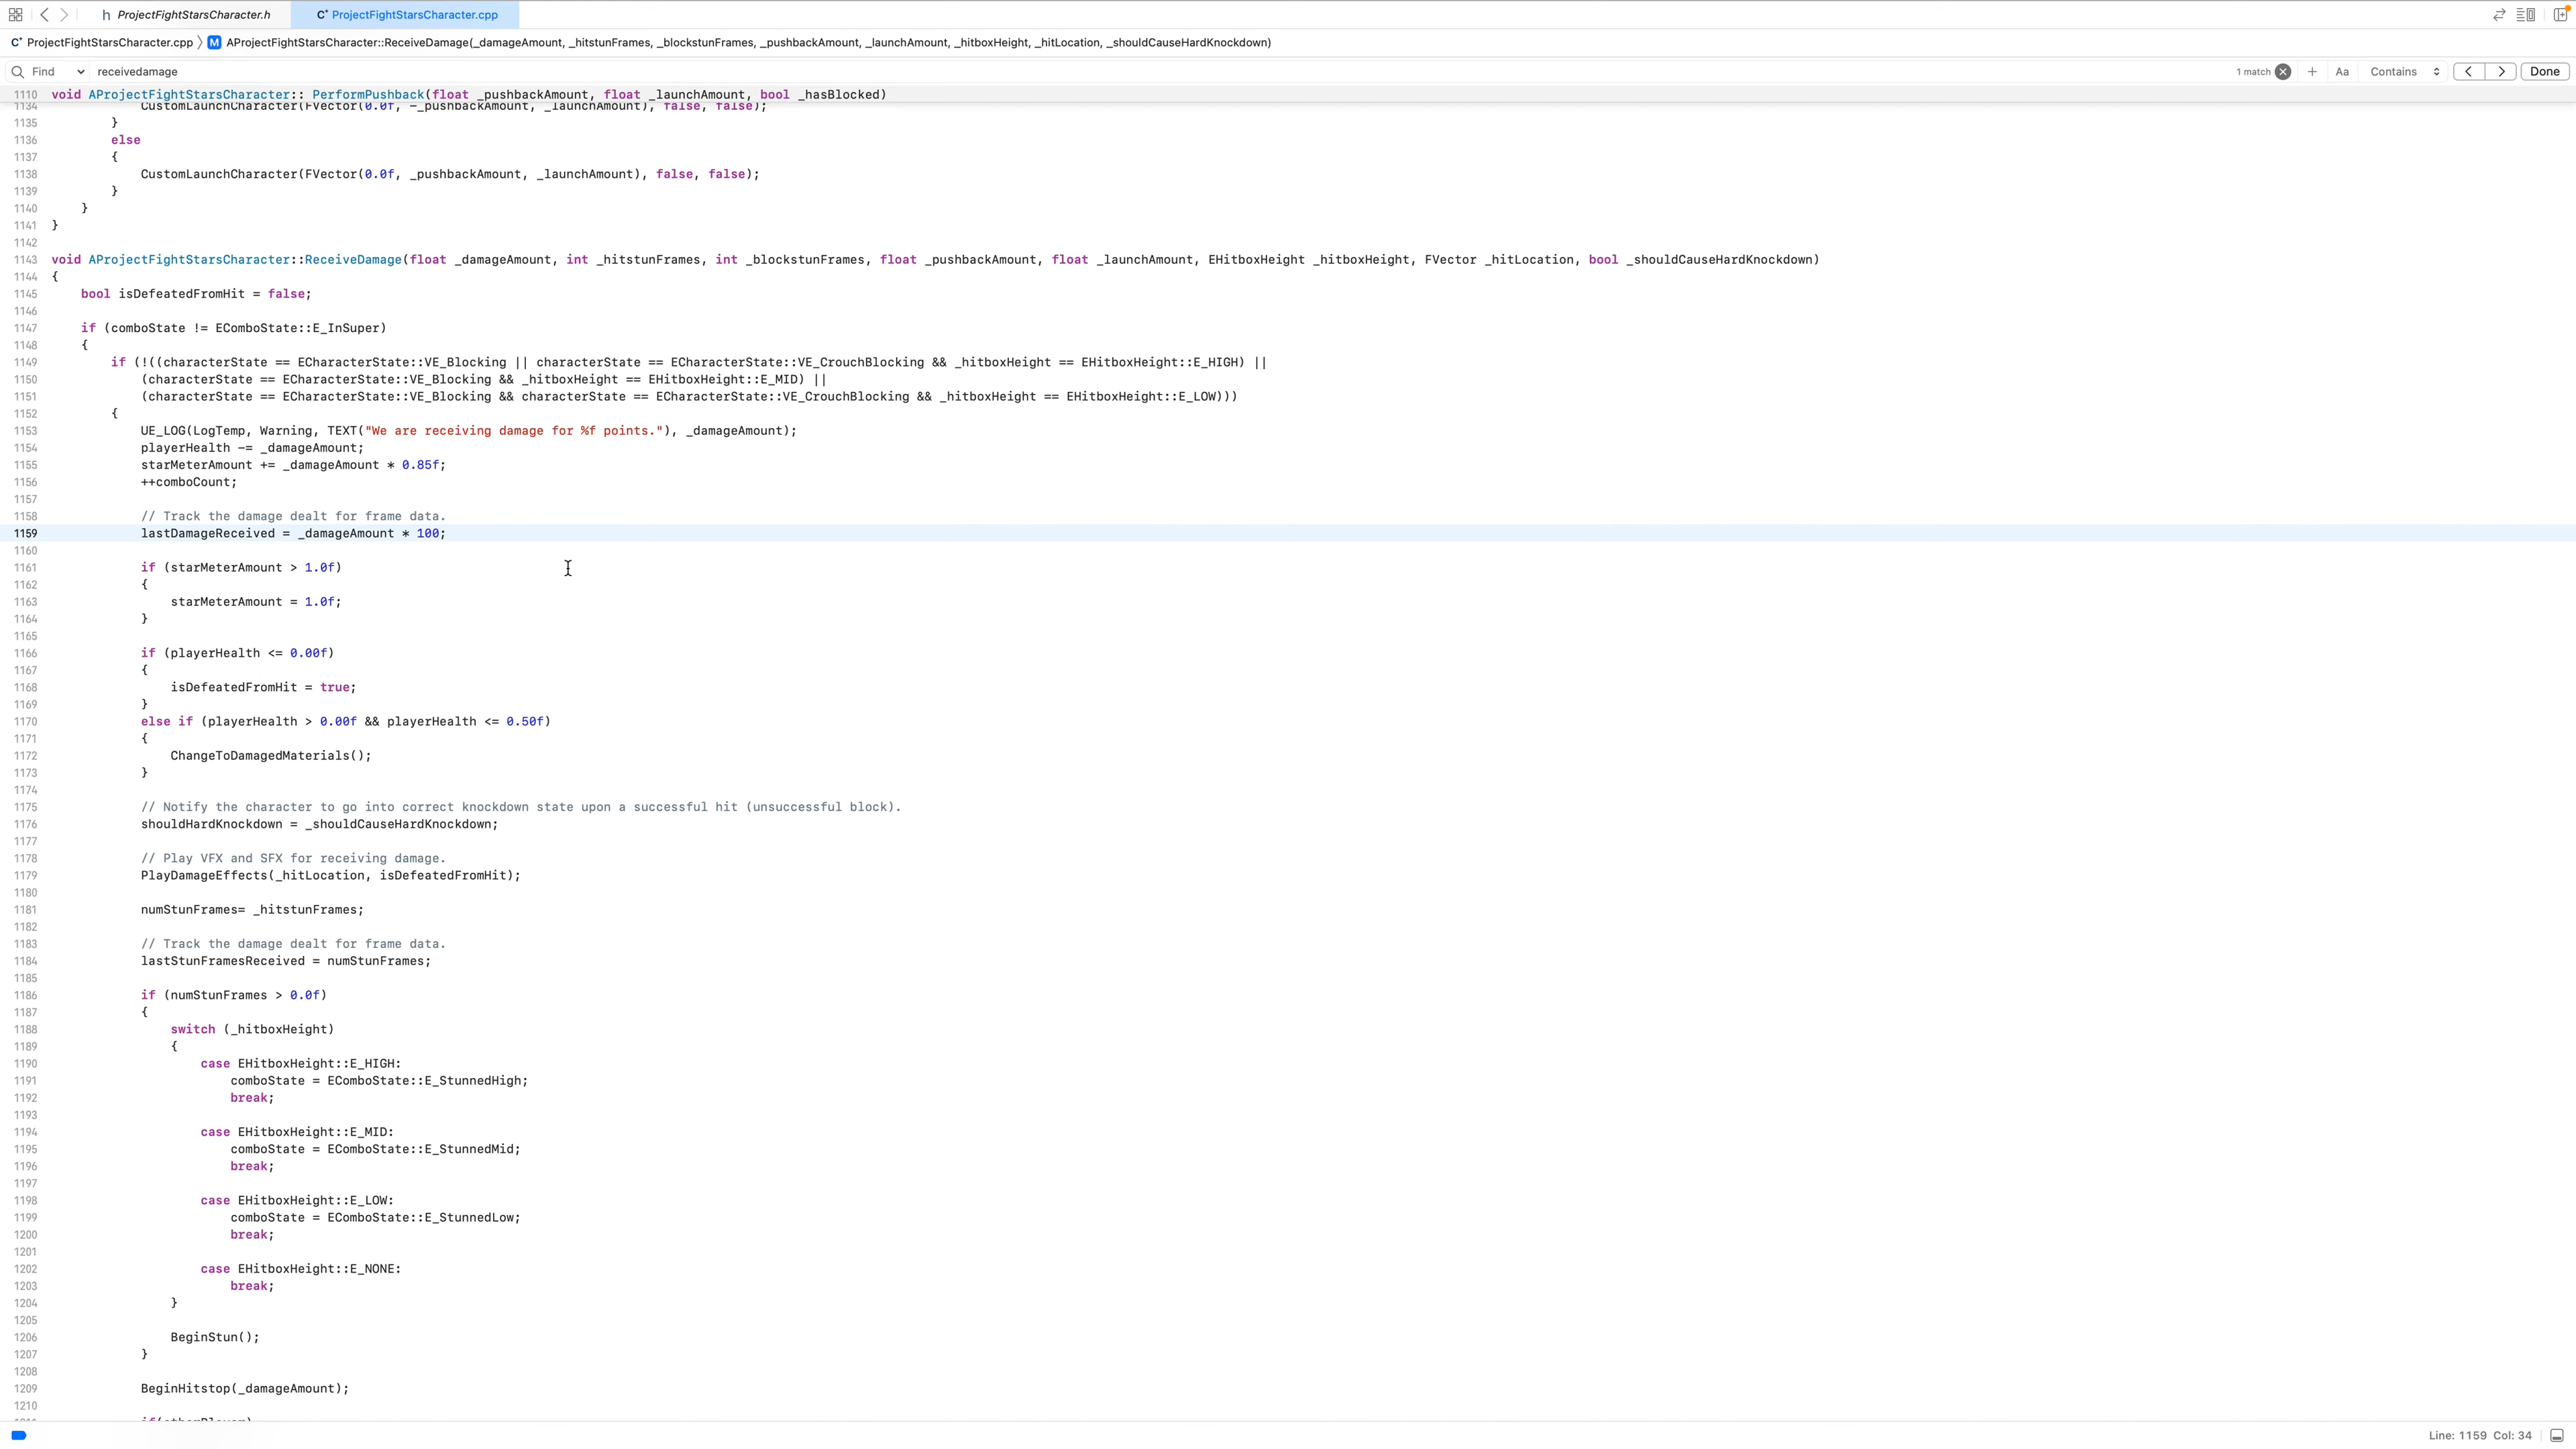 ProjectFightStarsCharacter.h
ProjectFightStarsCharacter.cpp
ProjectFightStarsCharacter.cpp
M AProjectFightStarsCharacter::ReceiveDamage(_damageAmount, _hitstunFrames, _blockstunFrames, _pushbackAmount, _launchAmount, _hitboxHeight, _hitLocation, _shouldCauseHardKnockdown)
Find receivedamage 1 match Aa Contains Done
1110 void AProjectFightStarsCharacter:: PerformPushback(float _pushbackAmount, float _launchAmount, bool _hasBlocked)
1134 CustomLaunchCharacter(FVector(0.0f, -_pushbackAmount, _launchAmount), false, false);
1135 }
1136 else
1137 {
1138 CustomLaunchCharacter(FVector(0.0f, _pushbackAmount, _launchAmount), false, false);
1139 }
1140 }
1141 }
1142
1143 void AProjectFightStarsCharacter::ReceiveDamage(float _damageAmount, int _hitstunFrames, int _blockstunFrames, float _pushbackAmount, float _launchAmount, EHitboxHeight _hitboxHeight, FVector _hitLocation, bool _shouldCauseHardKnockdown)
1144 {
1145 bool isDefeatedFromHit = false;
1146
1147 if (comboState != EComboState::E_InSuper)
1148 {
1149 if (!((characterState == ECharacterState::VE_Blocking || characterState == ECharacterState::VE_CrouchBlocking && _hitboxHeight == EHitboxHeight::E_HIGH) ||
1150 (characterState == ECharacterState::VE_Blocking && _hitboxHeight == EHitboxHeight::E_MID) ||
1151 (characterState == ECharacterState::VE_Blocking && characterState == ECharacterState::VE_CrouchBlocking && _hitboxHeight == EHitboxHeight::E_LOW)))
1152 {
1153 UE_LOG(LogTemp, Warning, TEXT("We are receiving damage for %f points."), _damageAmount);
1154 playerHealth -= _damageAmount;
1155 starMeterAmount += _damageAmount * 0.85f;
1156 ++comboCount;
1157
1158 // Track the damage dealt for frame data.
1159 lastDamageReceived = _damageAmount * 100;
1160
1161 if (starMeterAmount > 1.0f)
1162 {
1163 starMeterAmount = 1.0f;
1164 }
1165
1166 if (playerHealth <= 0.00f)
1167 {
1168 isDefeatedFromHit = true;
1169 }
1170 else if (playerHealth > 0.00f && playerHealth <= 0.50f)
1171 {
1172 ChangeToDamagedMaterials();
1173 }
1174
1175 // Notify the character to go into correct knockdown state upon a successful hit (unsuccessful block).
1176 shouldHardKnockdown = _shouldCauseHardKnockdown;
1177
1178 // Play VFX and SFX for receiving damage.
1179 PlayDamageEffects(_hitLocation, isDefeatedFromHit);
1180
1181 numStunFrames= _hitstunFrames;
1182
1183 // Track the damage dealt for frame data.
1184 lastStunFramesReceived = numStunFrames;
1185
1186 if (numStunFrames > 0.0f)
1187 {
1188 switch (_hitboxHeight)
1189 {
1190 case EHitboxHeight::E_HIGH:
1191 comboState = EComboState::E_StunnedHigh;
1192 break;
1193
1194 case EHitboxHeight::E_MID:
1195 comboState = EComboState::E_StunnedMid;
1196 break;
1197
1198 case EHitboxHeight::E_LOW:
1199 comboState = EComboState::E_StunnedLow;
1200 break;
1201
1202 case EHitboxHeight::E_NONE:
1203 break;
1204 }
1205
1206 BeginStun();
1207 }
1208
1209 BeginHitstop(_damageAmount);
1210
Line: 1159 Col: 34